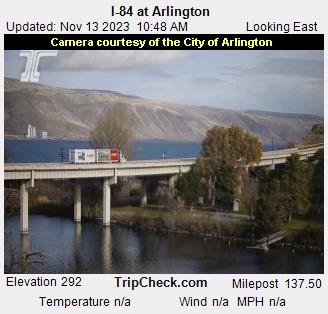 I-84 at Arlington
Updated: Nov 13 2023 10:48 AM Looking East
Camera courtesy of the City of Arlington
Elevation 292 TripCheck.com Milepost 137.50
Temperature n/a Wind n/a MPH n/a